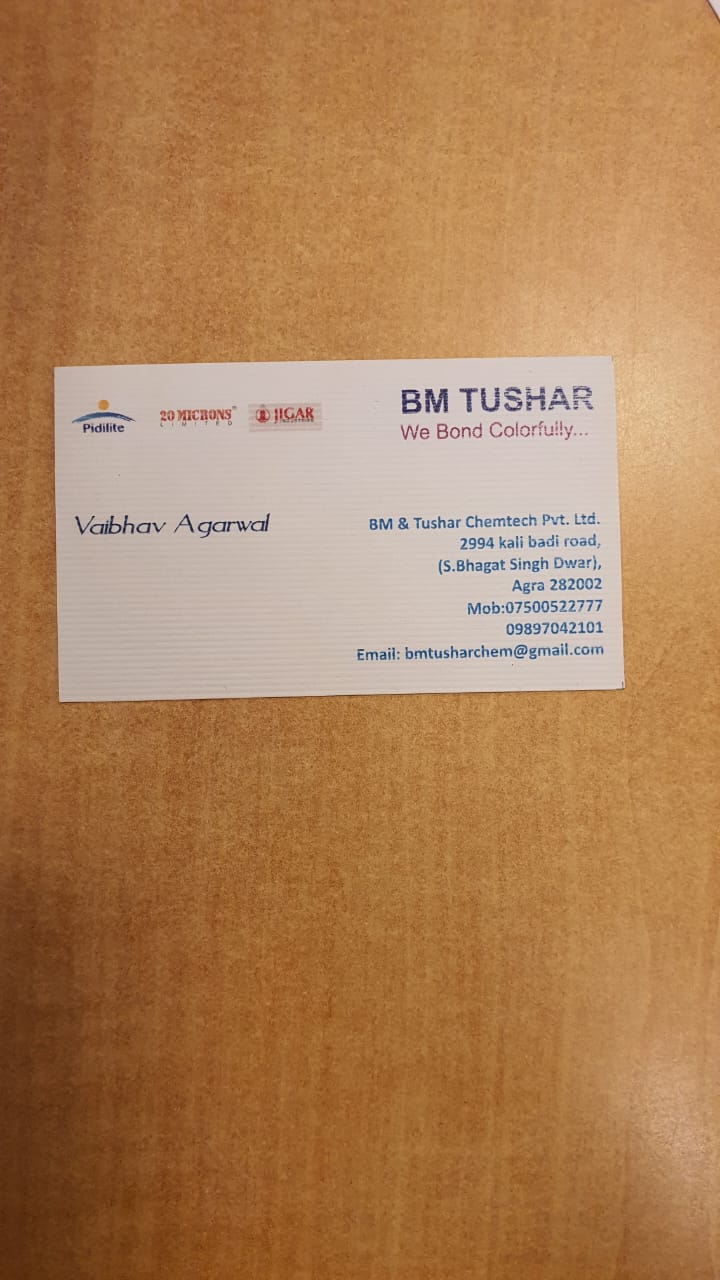 Pidilite
20 MICRONS
LIMITED
JIGAR
BM TUSHAR
We Bond Colorfully...
Vaibhav Agarwal
BM & Tushar Chemtech Pvt. Ltd.
2994 kali badi road,
(S.Bhagat Singh Dwar),
Agra 282002
Mob:07500522777
09897042101
Email: bmtusharchem@gmail.com